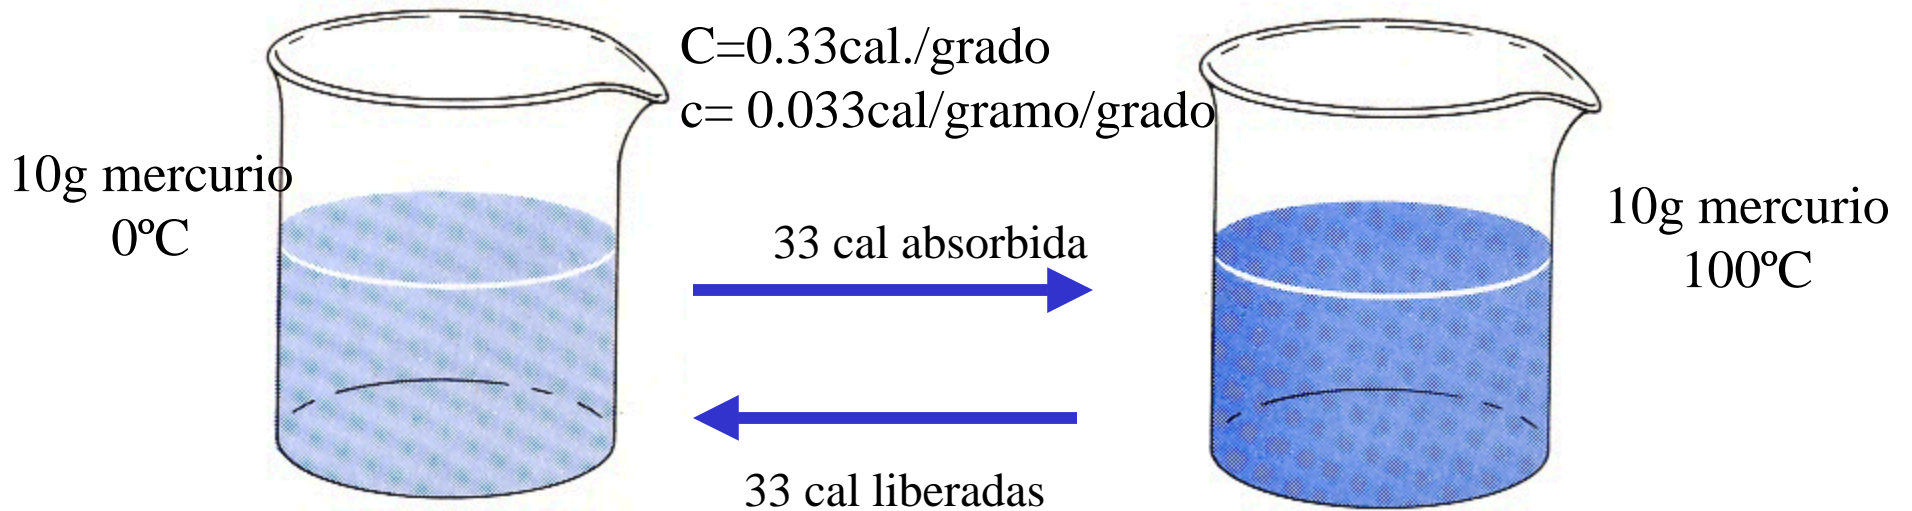 C=0.33cal./grado
c= 0.033cal/gramo/grado
10g mercurio
0ºC
33 cal absorbida
10g mercurio
100ºC
33 cal liberadas